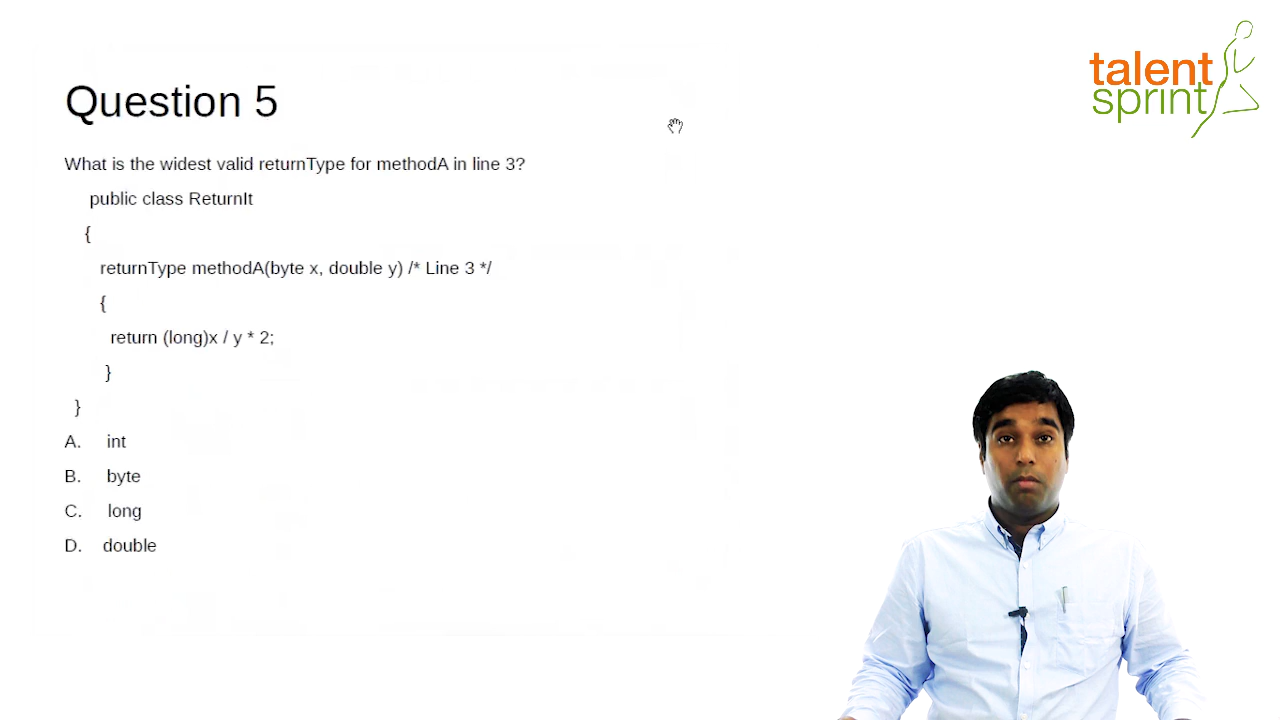 talent
sprint
Question 5
What is the widest valid returnType for methodA in line 3?
public class ReturnIt
{
returnType methodA(byte x, double y) /* Line 3 */
{
return (long)x / y * 2;
}
}
A. int
B. byte
C. long
D. double